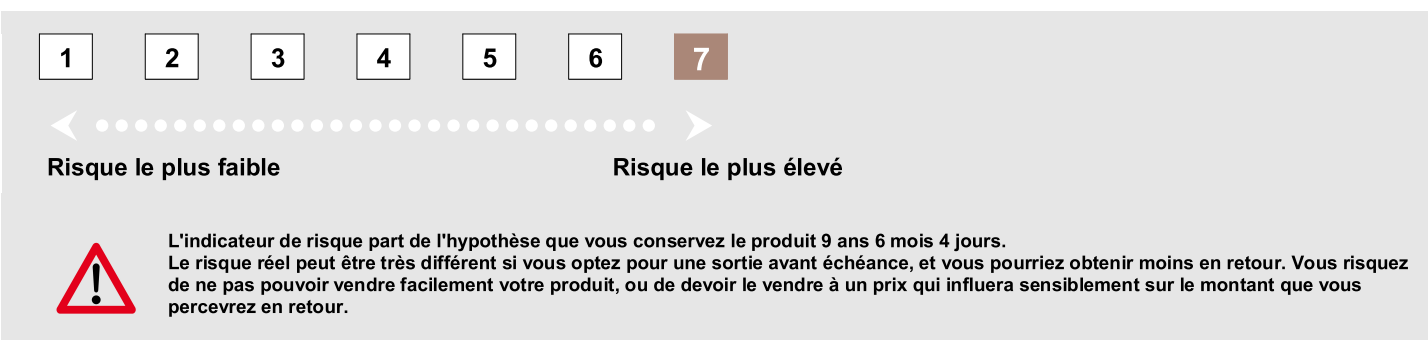 1 2 3 4 5 6 7
Risque le plus faible Risque le plus élevé
L'indicateur de risque part de l'hypothèse que vous conservez le produit 9 ans 6 mois 4 jours.
Le risque réel peut être très différent si vous optez pour une sortie avant échéance, et vous pourriez obtenir moins en retour. Vous risquez
de ne pas pouvoir vendre facilement votre produit, ou de devoir le vendre à un prix qui influera sensiblement sur le montant que vous
percevrez en retour.